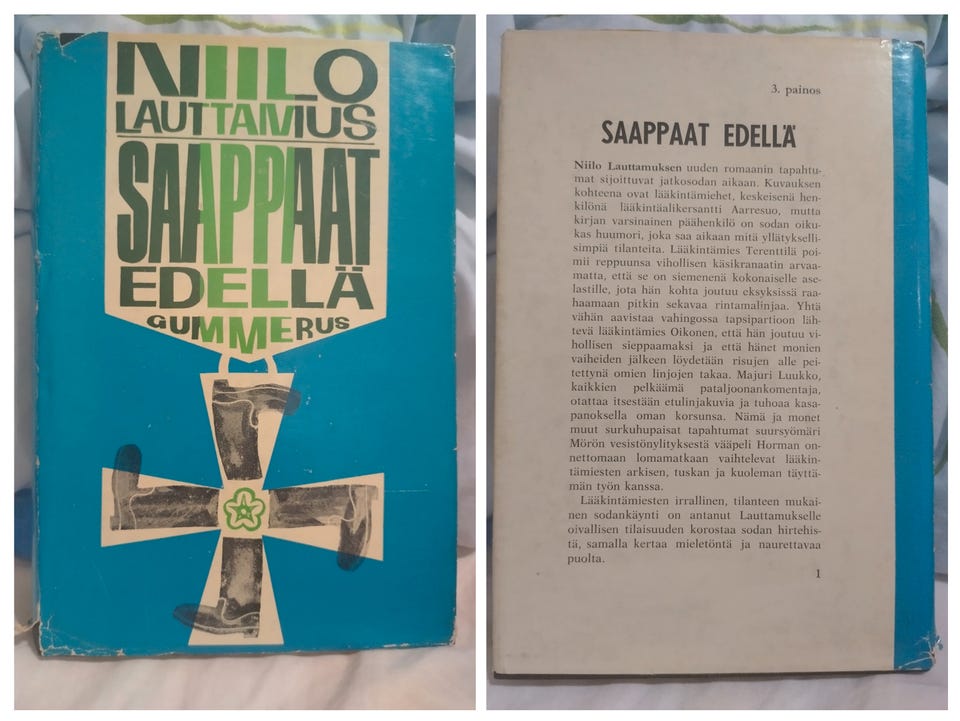 NIILO
LAUTTAMUS
SAAPPAAT
EDELLÄ
GUMMERUS
3. painos
SAAPPAAT EDELLÄ
Niilo Lauttamuksen uuden romaanin tapahtu-
mat sijoittuvat jatkosodan aikaan. Kuvauksen
kohteena ovat lääkintämiehet, keskeisenä hen-
kilönä lääkintäalikersantti Aarresuo, mutta
kirjan varsinainen päähenkilö on sodan oiku-
kas huumori, joka saa aikaan mitä yllätykselli-
simpiä tilanteita. Lääkintämies Terenttilä poi-
mii reppuunsa vihollisen käsikranaatin arvaa-
matta, että se on siemenenä kokonaiselle ase-
lastille, jota hän kohta joutuu eksyksissä raa-
haamaan pitkin sekavaa rintamalinjaa. Yhtä
vähän aavistaa vahingossa tapsipartioon läh-
tevä lääkintämies Oikonen, että hän joutuu vi-
hollisen sieppaamaksi ja että hänet monien
vaiheiden jälkeen löydetään risujen alle pei-
tettynä omien linjojen takaa. Majuri Luukko,
kaikkien pelkäämä pataljoonankomentaja,
otattaa itsestään etulinjakuvia ja tuhoaa kasa-
panoksella oman korsunsa. Nämä ja monet
muut surkuhupaisat tapahtumat suursyömäri
Mörön vesistönylityksestä vääpeli Horman on-
nettomaan lomamatkaan vaihtelevat lääkin-
tämiesten arkisen, tuskan ja kuoleman täyttä-
män työn kanssa.
Lääkintämiesten irrallinen, tilanteen mukai-
nen sodankäynti on antanut Lauttamukselle
oivallisen tilaisuuden korostaa sodan hirtehis-
tä, samalla kertaa mieletöntä ja naurettavaa
puolta.
1